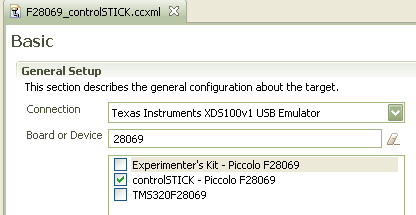 F28069_controlSTICK.ccxml
Basic
General Setup
This section describes the general configuration about the target.
Connection Texas Instruments XDS100v1 USB Emulator
Board or Device 28069
Experimenter's Kit - Piccolo F28069
controlSTICK - Piccolo F28069
TMS320F28069